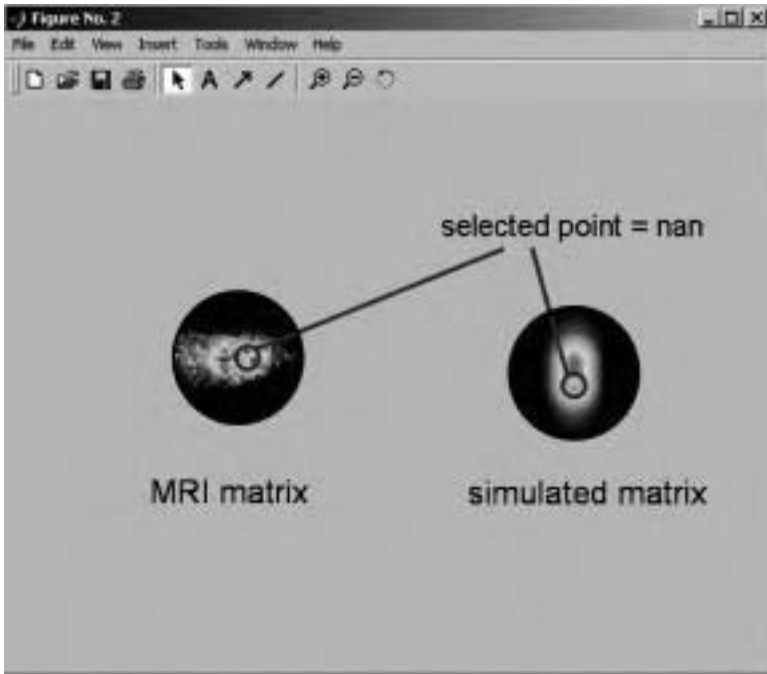 Figure No. 2
File Edit View Insert Tools Window Help
A
selected point = nan
MRI matrix
simulated matrix